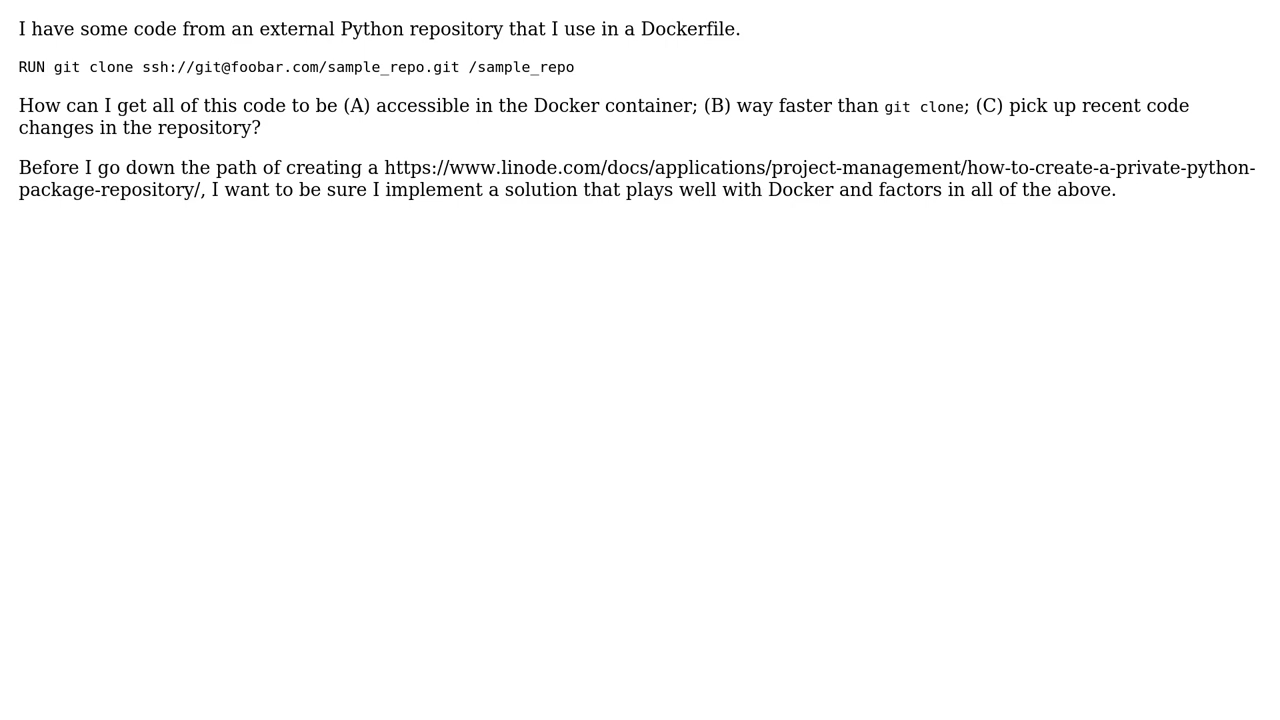 I have some code from an external Python repository that I use in a Dockerfile.
RUN git clone ssh://git@foobar.com/sample_repo.git /sample_repo
How can I get all of this code to be (A) accessible in the Docker container; (B) way faster than git clone; (C) pick up recent code
changes in the repository?
Before I go down the path of creating a https://www.linode.com/docs/applications/project-management/how-to-create-a-private-python-
package-repository/, I want to be sure I implement a solution that plays well with Docker and factors in all of the above.